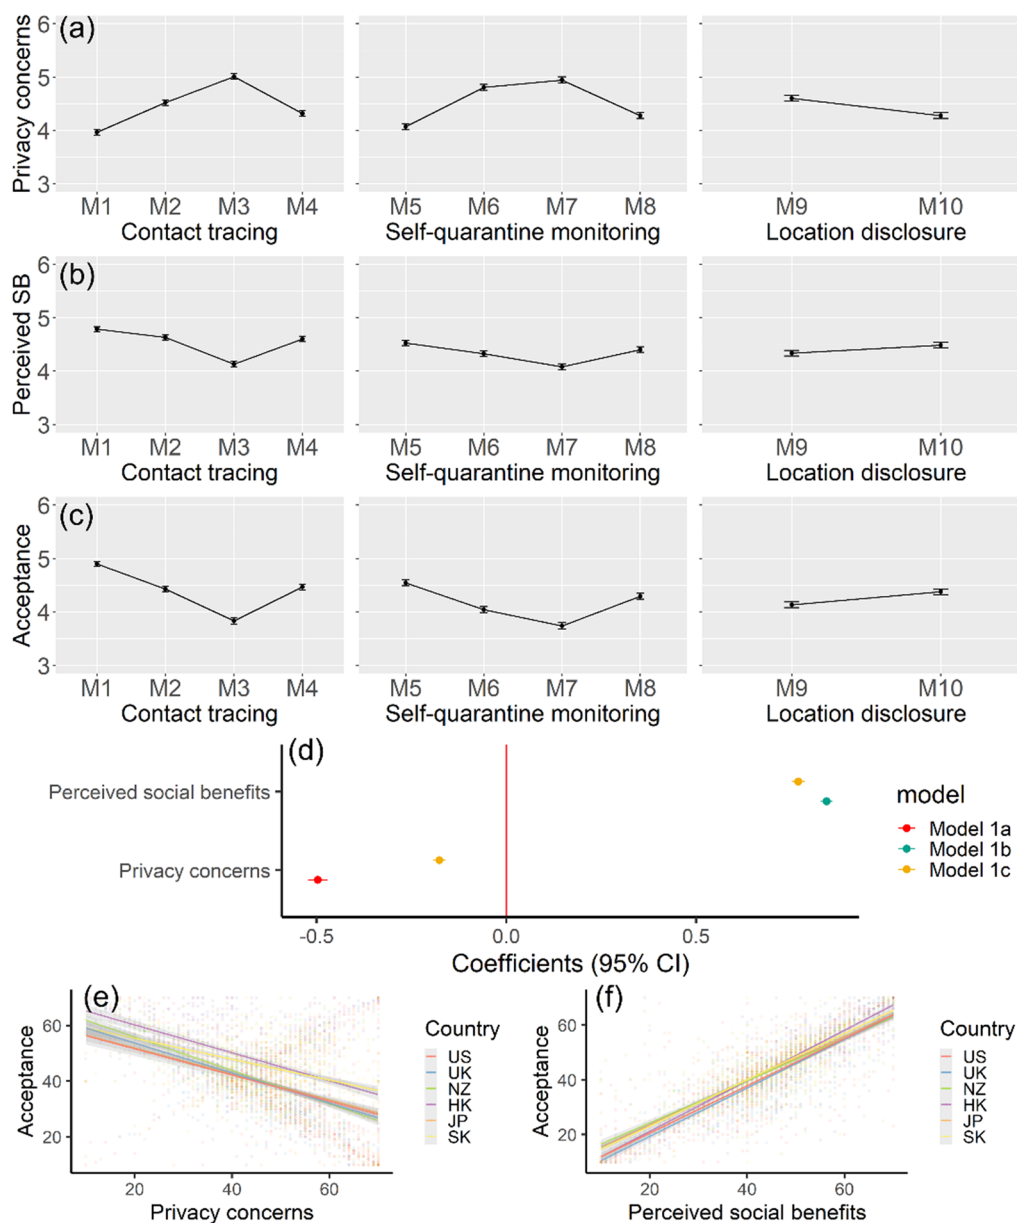 (a)
Privacy concerns
6
5
4
3
M1 M2 M3 M4 M5 M6 M7 M8 M9 M10
Contact tracing Self-quarantine monitoring Location disclosure
(b)
Perceived SB
6
5
4
3
M1 M2 M3 M4 M5 M6 M7 M8 M9 M10
Contact tracing Self-quarantine monitoring Location disclosure
(c)
Acceptance
6
5
4
3
M1 M2 M3 M4 M5 M6 M7 M8 M9 M10
Contact tracing Self-quarantine monitoring Location disclosure
(d)
Perceived social benefits
Privacy concerns
-0.5 0.0 0.5
Coefficients (95% CI)
model
Model 1a
Model 1b
Model 1c
(e)
Acceptance
60
40
20
20 40 60
Privacy concerns
Country
US
UK
NZ
HK
JP
SK
(f)
Acceptance
60
40
20
20 40 60
Perceived social benefits
Country
US
UK
NZ
HK
JP
SK